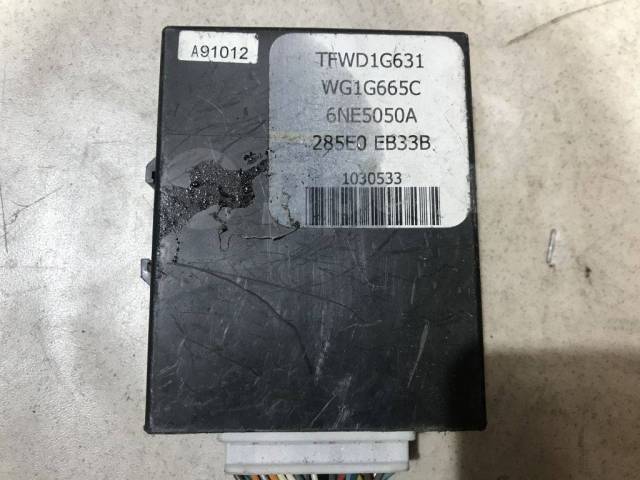 A91012
TFWD1G631
WG1G665C
6NE5050A
285E0 EB33B
1030533